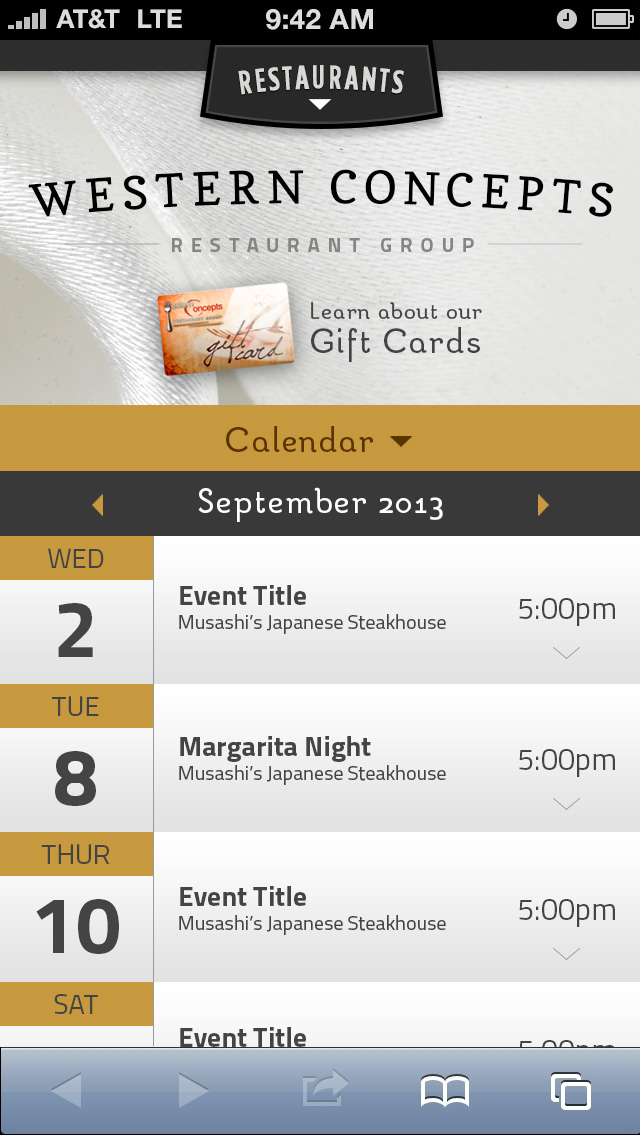 AT&T LTE 9:42 AM
RESTAURANTS
WESTERN CONCEPTS
RESTAURANT GROUP
Concepts
gift card
Learn about our
Gift Cards
Calendar
September 2013
WED
2
Event Title
Musashi's Japanese Steakhouse
5:00pm
TUE
8
Margarita Night
Musashi's Japanese Steakhouse
5:00pm
THUR
10
Event Title
Musashi's Japanese Steakhouse
5:00pm
SAT
Event Title